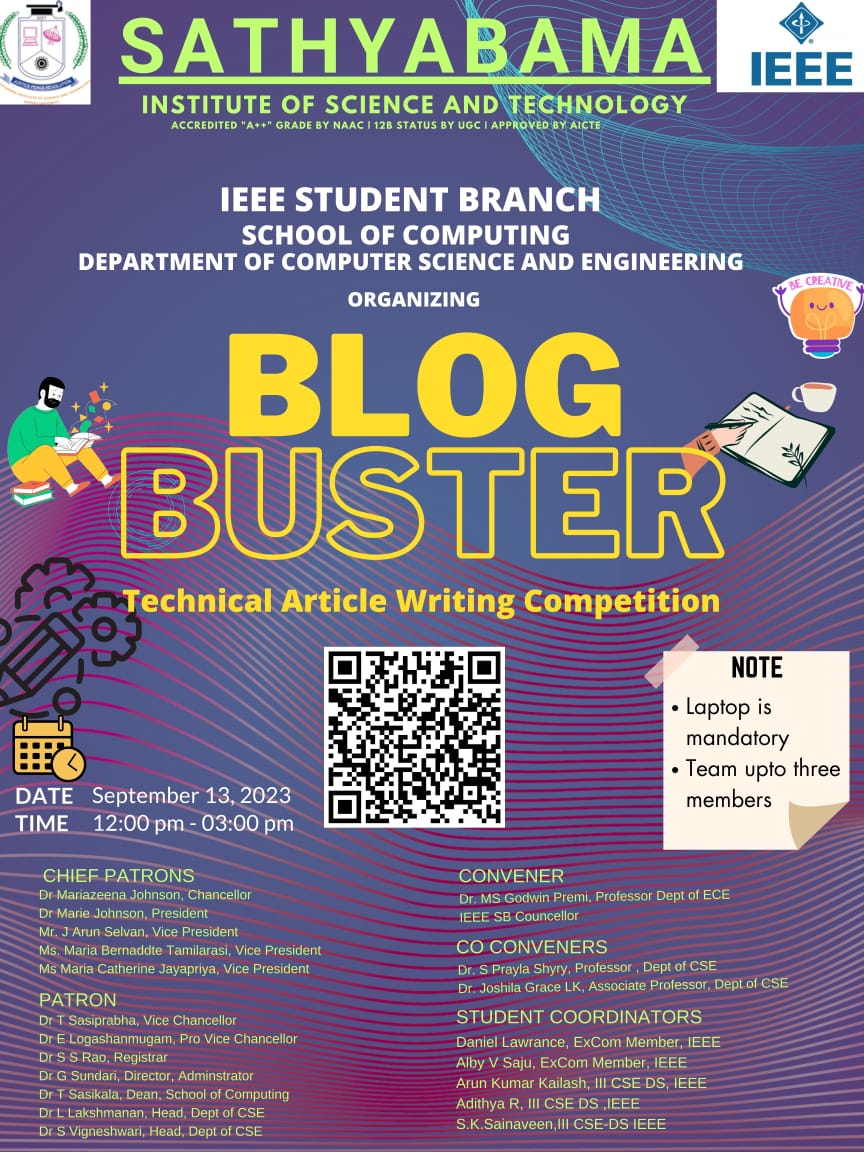 SATHYABAMA
IEEE
INSTITUTE OF SCIENCE AND TECHNOLOGY
ACCREDITED "A++" GRADE BY NAAC | 12B STATUS BY UGC | APPROVED BY AICTE
IEEE STUDENT BRANCH
SCHOOL OF COMPUTING
DEPARTMENT OF COMPUTER SCIENCE AND ENGINEERING
ORGANIZING
BE CREATIVE
BLOG
BUSTER
Technical Article Writing Competition
NOTE
• Laptop is
mandatory
• Team upto three
members
DATE September 13, 2023
TIME 12:00 pm - 03:00 pm
CHIEF PATRONS
Dr Mariazeena Johnson, Chancellor
Dr Marie Johnson, President
Mr. J Arun Selvan, Vice President
Ms. Maria Bernaddte Tamilarasi, Vice President
Ms Maria Catherine Jayapriya, Vice President
PATRON
Dr T Sasiprabha, Vice Chancellor
Dr E Logashanmugam, Pro Vice Chancellor
Dr S S Rao, Registrar
Dr G Sundari, Director, Adminstrator
Dr T Sasikala, Dean, School of Computing
Dr L Lakshmanan, Head, Dept of CSE
Dr S Vigneshwari, Head, Dept of CSE
CONVENER
Dr. MS Godwin Premi, Professor Dept of ECE
IEEE SB Councellor
CO CONVENERS
Dr. S Prayla Shyry, Professor , Dept of CSE
Dr. Joshila Grace LK, Associate Professor, Dept of CSE
STUDENT COORDINATORS
Daniel Lawrance, ExCom Member, IEEE
Alby V Saju, ExCom Member, IEEE
Arun Kumar Kailash, III CSE DS, IEEE
Adithya R, III CSE DS ,IEEE
S.K.Sainaveen,III CSE-DS IEEE